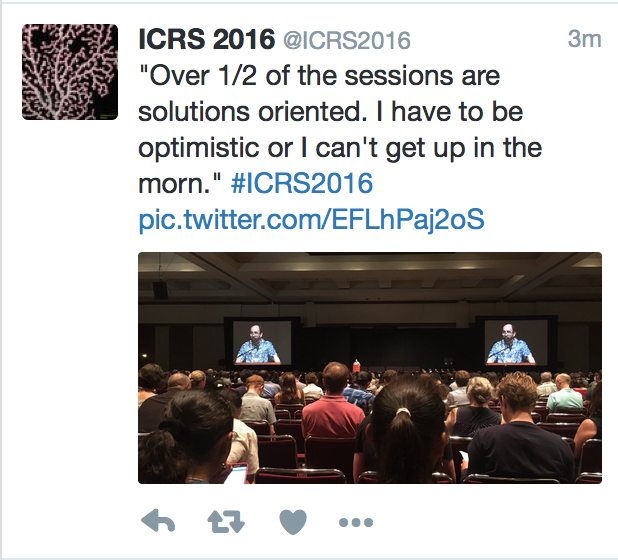 ICRS 2016 @ICRS2016 3m
"Over 1/2 of the sessions are
solutions oriented. I have to be
optimistic or I can't get up in the
morn." #ICRS2016
pic.twitter.com/EFLhPaj2oS